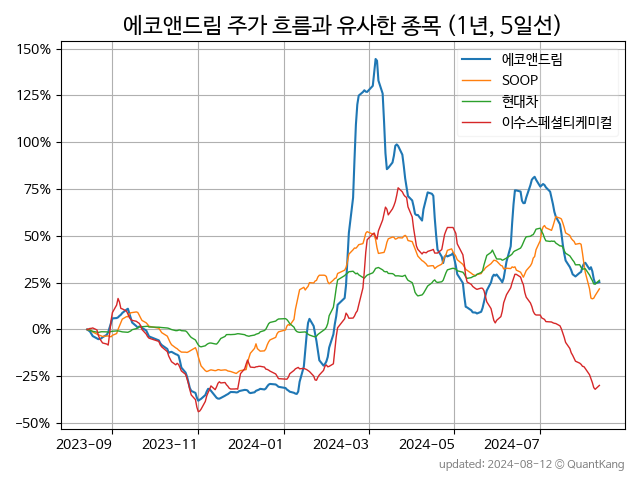 에코앤드림 주가 흐름과 유사한 종목 (1년, 5일선)
150%
125%
100%
75%
50%
25%
0%
−25%
−50%
에코앤드림
SOOP
현대차
이수스페셜티케미컬
2023-09 2023-11 2024-01 2024-03 2024-05 2024-07
updated: 2024-08-12 © QuantKang